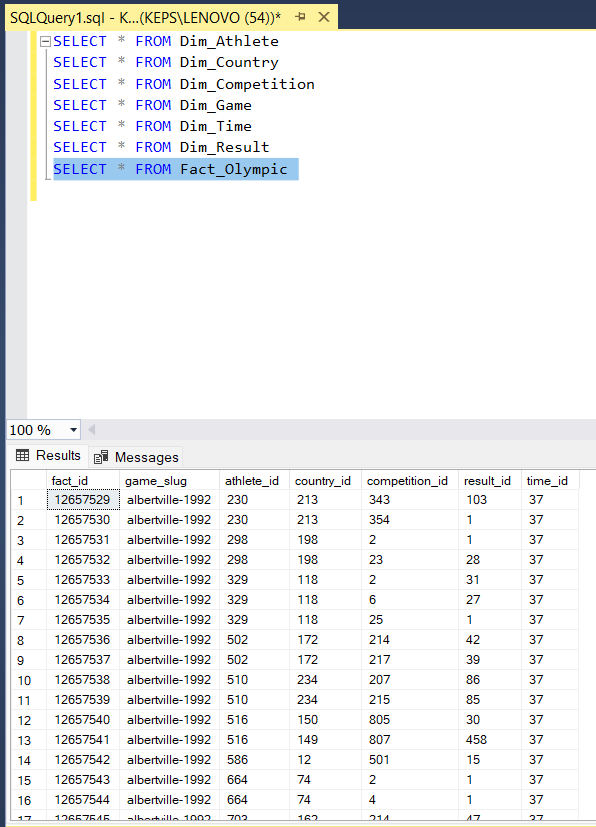 SQLQuery1.sql - K...(KEPS\LENOVO (54))*
SELECT * FROM Dim_Athlete
SELECT * FROM Dim_Country
SELECT * FROM Dim_Competition
SELECT * FROM Dim_Game
SELECT * FROM Dim_Time
SELECT * FROM Dim_Result
SELECT * FROM Fact_Olympic
100 %
Results Messages
fact_id game_slug athlete_id country_id competition_id result_id time_id
1 12657529 albertville-1992 230 213 343 103 37
2 12657530 albertville-1992 230 213 354 1 37
3 12657531 albertville-1992 298 198 2 1 37
4 12657532 albertville-1992 298 198 23 28 37
5 12657533 albertville-1992 329 118 2 31 37
6 12657534 albertville-1992 329 118 6 27 37
7 12657535 albertville-1992 329 118 25 1 37
8 12657536 albertville-1992 502 172 214 42 37
9 12657537 albertville-1992 502 172 217 39 37
10 12657538 albertville-1992 510 234 207 86 37
11 12657539 albertville-1992 510 234 215 85 37
12 12657540 albertville-1992 516 150 805 30 37
13 12657541 albertville-1992 516 149 807 458 37
14 12657542 albertville-1992 586 12 501 15 37
15 12657543 albertville-1992 664 74 2 1 37
16 12657544 albertville-1992 664 74 4 1 37
17 12657545 albertville-1992 703 162 214 47 37